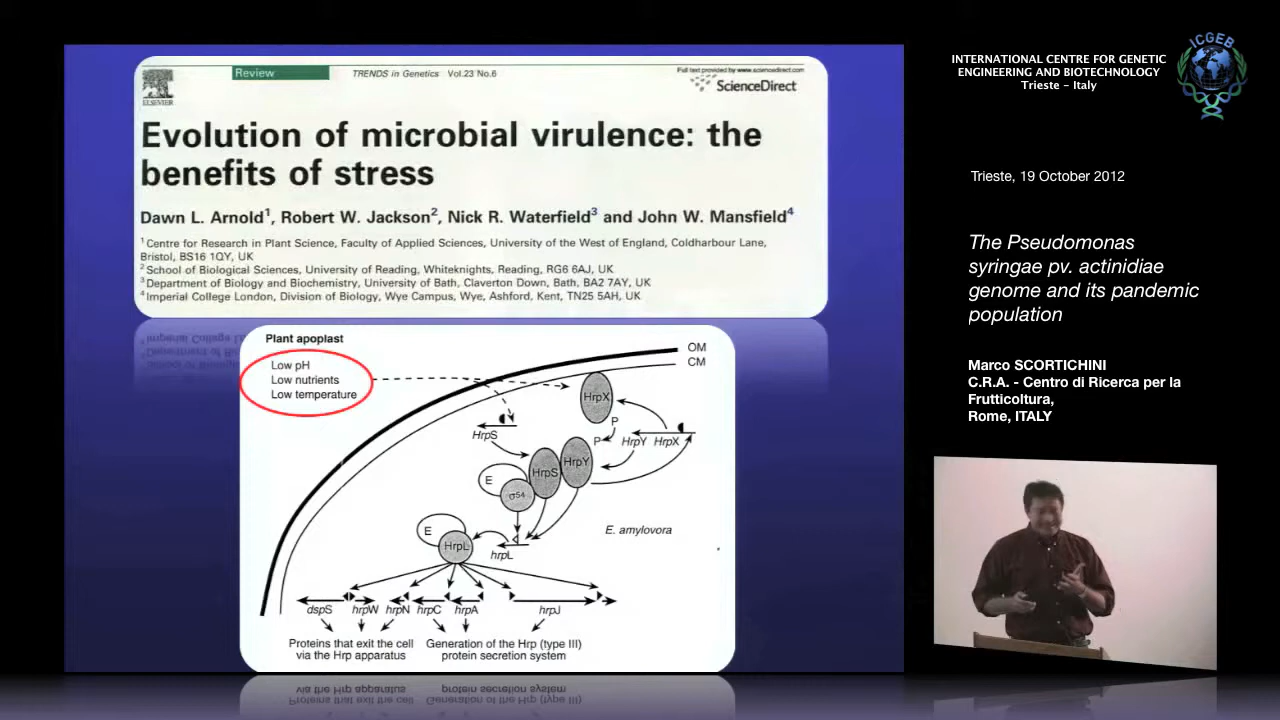 Review
TRENDS in Genetics Vol.23 No.6
Full text provided by www.sciencedirect.com
ScienceDirect
ELSEVIER
Evolution of microbial virulence: the
benefits of stress
Dawn L. Arnold1, Robert W. Jackson2, Nick R. Waterfield3 and John W. Mansfield4
1 Centre for Research in Plant Science, Faculty of Applied Sciences, University of the West of England, Coldharbour Lane,
Bristol, BS16 1QY, UK
2 School of Biological Sciences, University of Reading, Whiteknights, Reading, RG6 6AJ, UK
3 Department of Biology and Biochemistry, University of Bath, Claverton Down, Bath, BA2 7AY, UK
4 Imperial College London, Division of Biology, Wye Campus, Wye, Ashford, Kent, TN25 5AH, UK
Plant apoplast
Low pH
Low nutrients
Low temperature
OM
CM
HrpX
P
HrpS
P
HrpY HrpX
HrpS
HrpY
E
σ54
E. amylovora
E
HrpL
hrpL
dspS hrpW hrpN hrpC hrpA hrpJ
Proteins that exit the cell
via the Hrp apparatus
Generation of the Hrp (type III)
protein secretion system
INTERNATIONAL CENTRE FOR GENETIC
ENGINEERING AND BIOTECHNOLOGY
Trieste - Italy
ICGEB
Trieste, 19 October 2012
The Pseudomonas
syringae pv. actinidiae
genome and its pandemic
population
Marco SCORTICHINI
C.R.A. - Centro di Ricerca per la
Frutticoltura,
Rome, ITALY